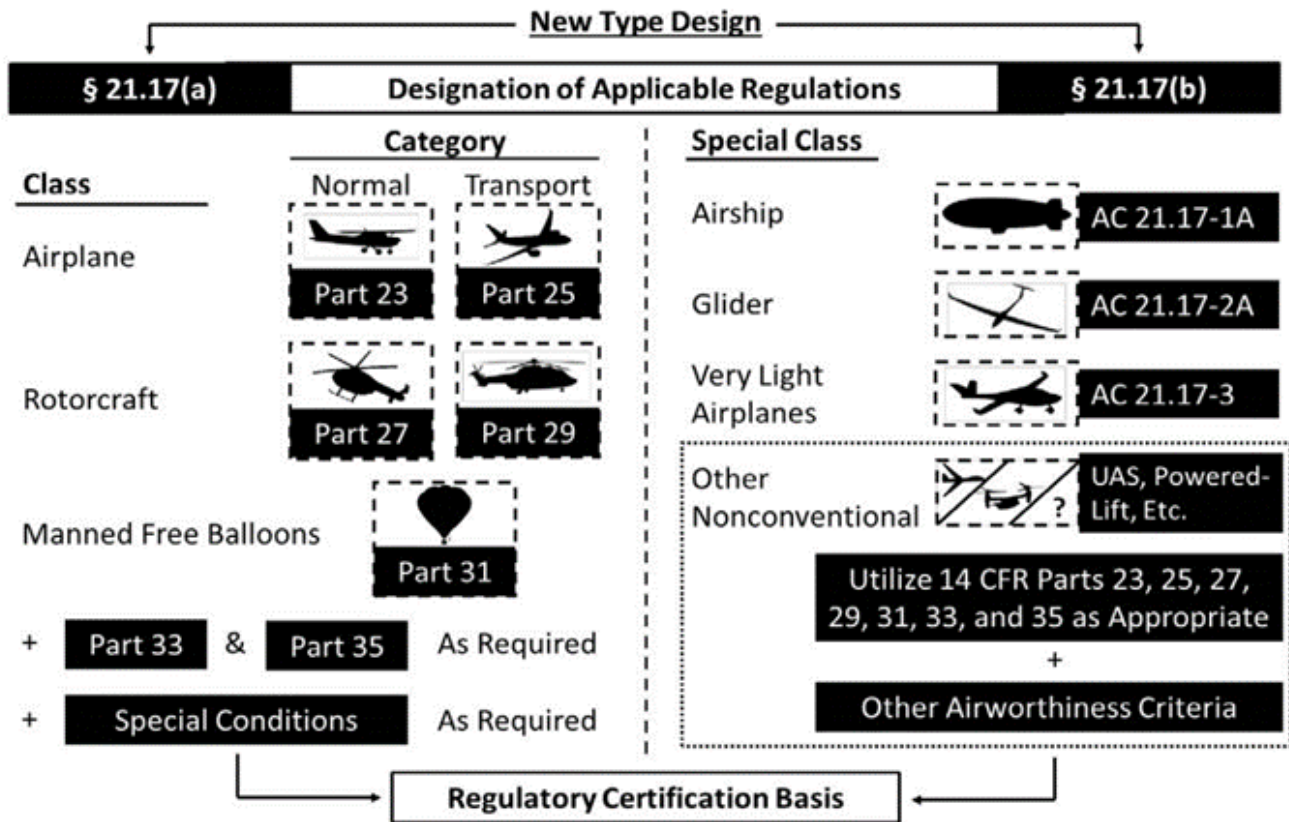 New Type Design
§ 21.17(a)
Designation of Applicable Regulations
§ 21.17(b)
Category
Class
Normal
Transport
Airplane
Part 23
Part 25
Rotorcraft
Part 27
Part 29
Manned Free Balloons
Part 31
+ Part 33 & Part 35 As Required
+ Special Conditions As Required
Special Class
Airship
AC 21.17-1A
Glider
AC 21.17-2A
Very Light
Airplanes
AC 21.17-3
Other
Nonconventional
?
UAS, Powered-
Lift, Etc.
Utilize 14 CFR Parts 23, 25, 27,
29, 31, 33, and 35 as Appropriate
+
Other Airworthiness Criteria
Regulatory Certification Basis